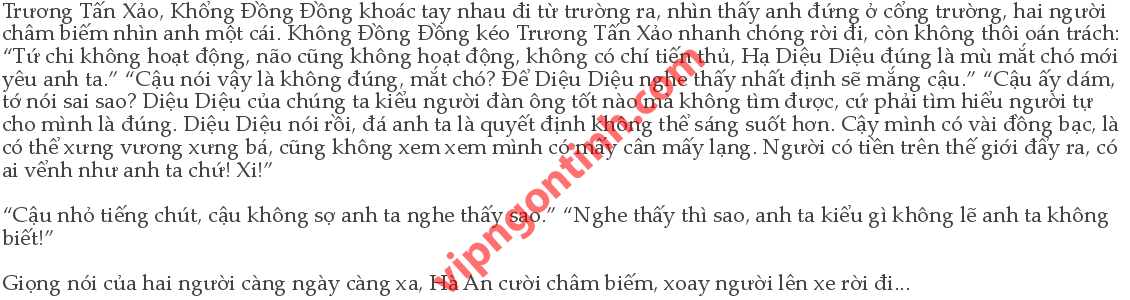 Trương Tấn Xảo, Khổng Đồng Đồng khoác tay nhau đi từ trường ra, nhìn thấy anh đứng ở cổng trường, hai người
châm biếm nhìn anh một cái. Không Đồng Đồng kéo Trương Tấn Xảo nhanh chóng rời đi, còn không thôi oán trách:
“Tứ chi không hoạt động, não cũng không hoạt động, không có chí tiến thủ, Hạ Diệu Diệu đúng là mù mắt chó mới
yêu anh ta.” “Cậu nói vậy là không đúng, mắt chó? Để Diệu Diệu nghe thấy nhất định sẽ mắng cậu.” “Cậu ấy dám,
tớ nói sai sao? Diệu Diệu của chúng ta kiểu người đàn ông tốt nào mà không tìm được, cứ phải tìm hiểu người tự
cho mình là đúng. Diệu Diệu nói rồi, đá anh ta là quyết định không thể sáng suốt hơn. Cậy mình có vài đồng bạc, là
có thể xưng vương xưng bá, cũng không xem xem mình có mấy cân mấy lạng. Người có tiền trên thế giới đầy ra, có
ai vểnh như anh ta chứ! Xi!”
“Cậu nhỏ tiếng chút, cậu không sợ anh ta nghe thấy sao.” “Nghe thấy thì sao, anh ta kiểu gì không lẽ anh ta không
biết!”
Giọng nói của hai người càng ngày càng xa, Hà An cười châm biếm, xoay người lên xe rời đi...
vipngontinh.com